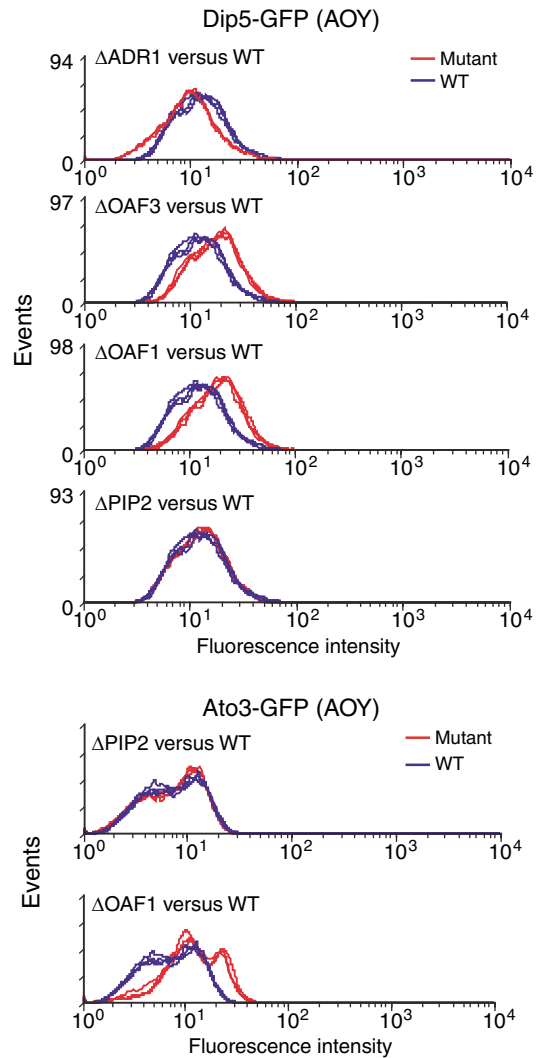 Dip5-GFP (AOY)
94
ΔADR1 versus WT
Mutant
WT
0
10⁰ 10¹ 10² 10³ 10⁴
97
ΔOAF3 versus WT
0
10⁰ 10¹ 10² 10³ 10⁴
Events
98
ΔOAF1 versus WT
0
10⁰ 10¹ 10² 10³ 10⁴
93
ΔPIP2 versus WT
0
10⁰ 10¹ 10² 10³ 10⁴
Fluorescence intensity
Ato3-GFP (AOY)
ΔPIP2 versus WT
Mutant
WT
10⁰ 10¹ 10² 10³ 10⁴
Events
ΔOAF1 versus WT
10⁰ 10¹ 10² 10³ 10⁴
Fluorescence intensity